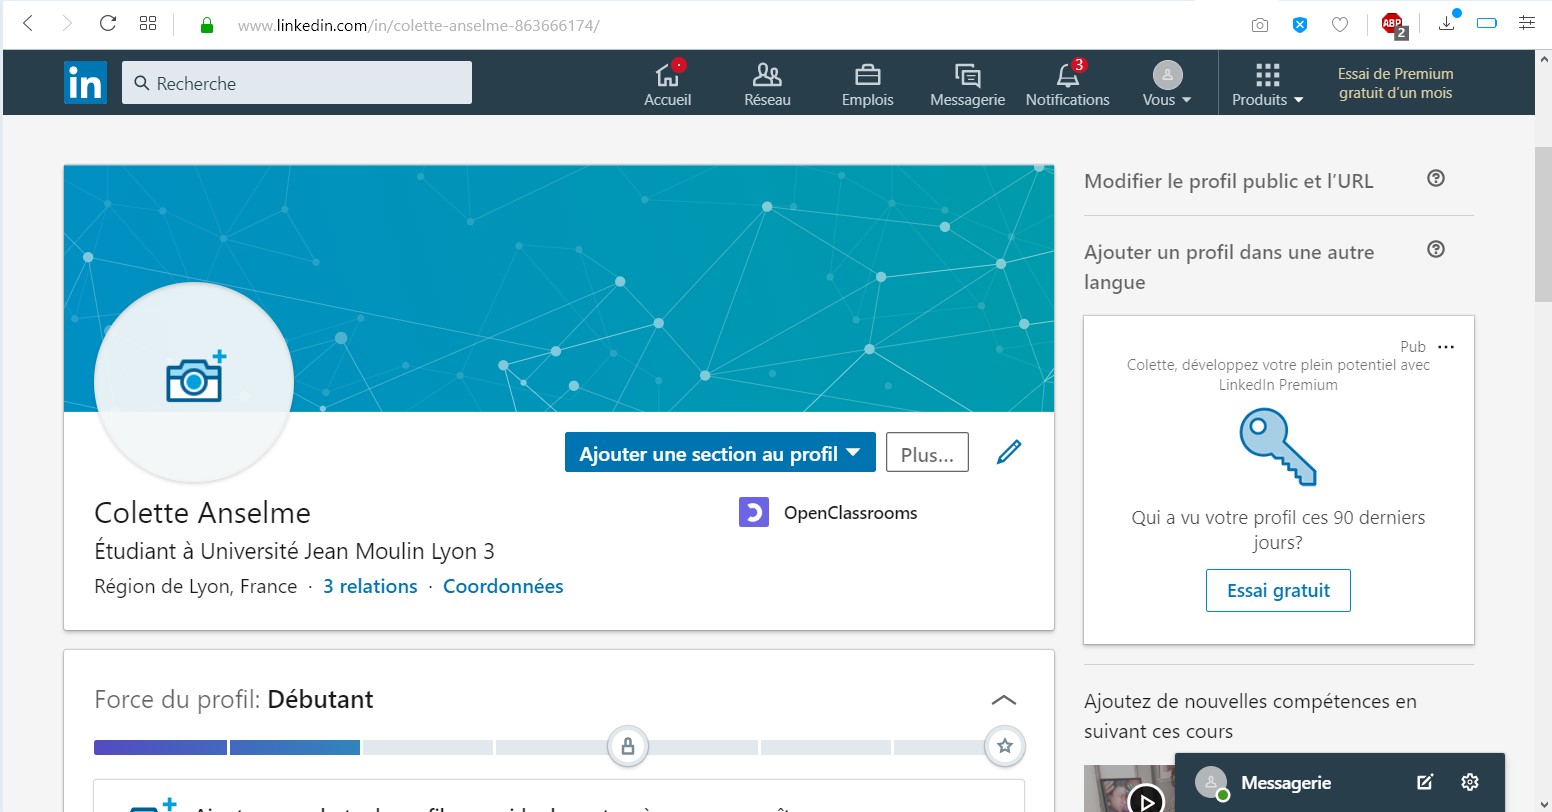 www.linkedin.com/in/colette-anselme-863666174/
ABP
2
in
Recherche
Accueil
Réseau
Emplois
Messagerie
3
Notifications
Vous
Produits
Essai de Premium
gratuit d'un mois
Modifier le profil public et l'URL
Ajouter un profil dans une autre
langue
Pub
Colette, développez votre plein potentiel avec
LinkedIn Premium
Qui a vu votre profil ces 90 derniers
jours?
Essai gratuit
Ajouter une section au profil
Plus...
Colette Anselme
OpenClassrooms
Étudiant à Université Jean Moulin Lyon 3
Région de Lyon, France · 3 relations · Coordonnées
Force du profil: Débutant
Ajoutez de nouvelles compétences en
suivant ces cours
Messagerie